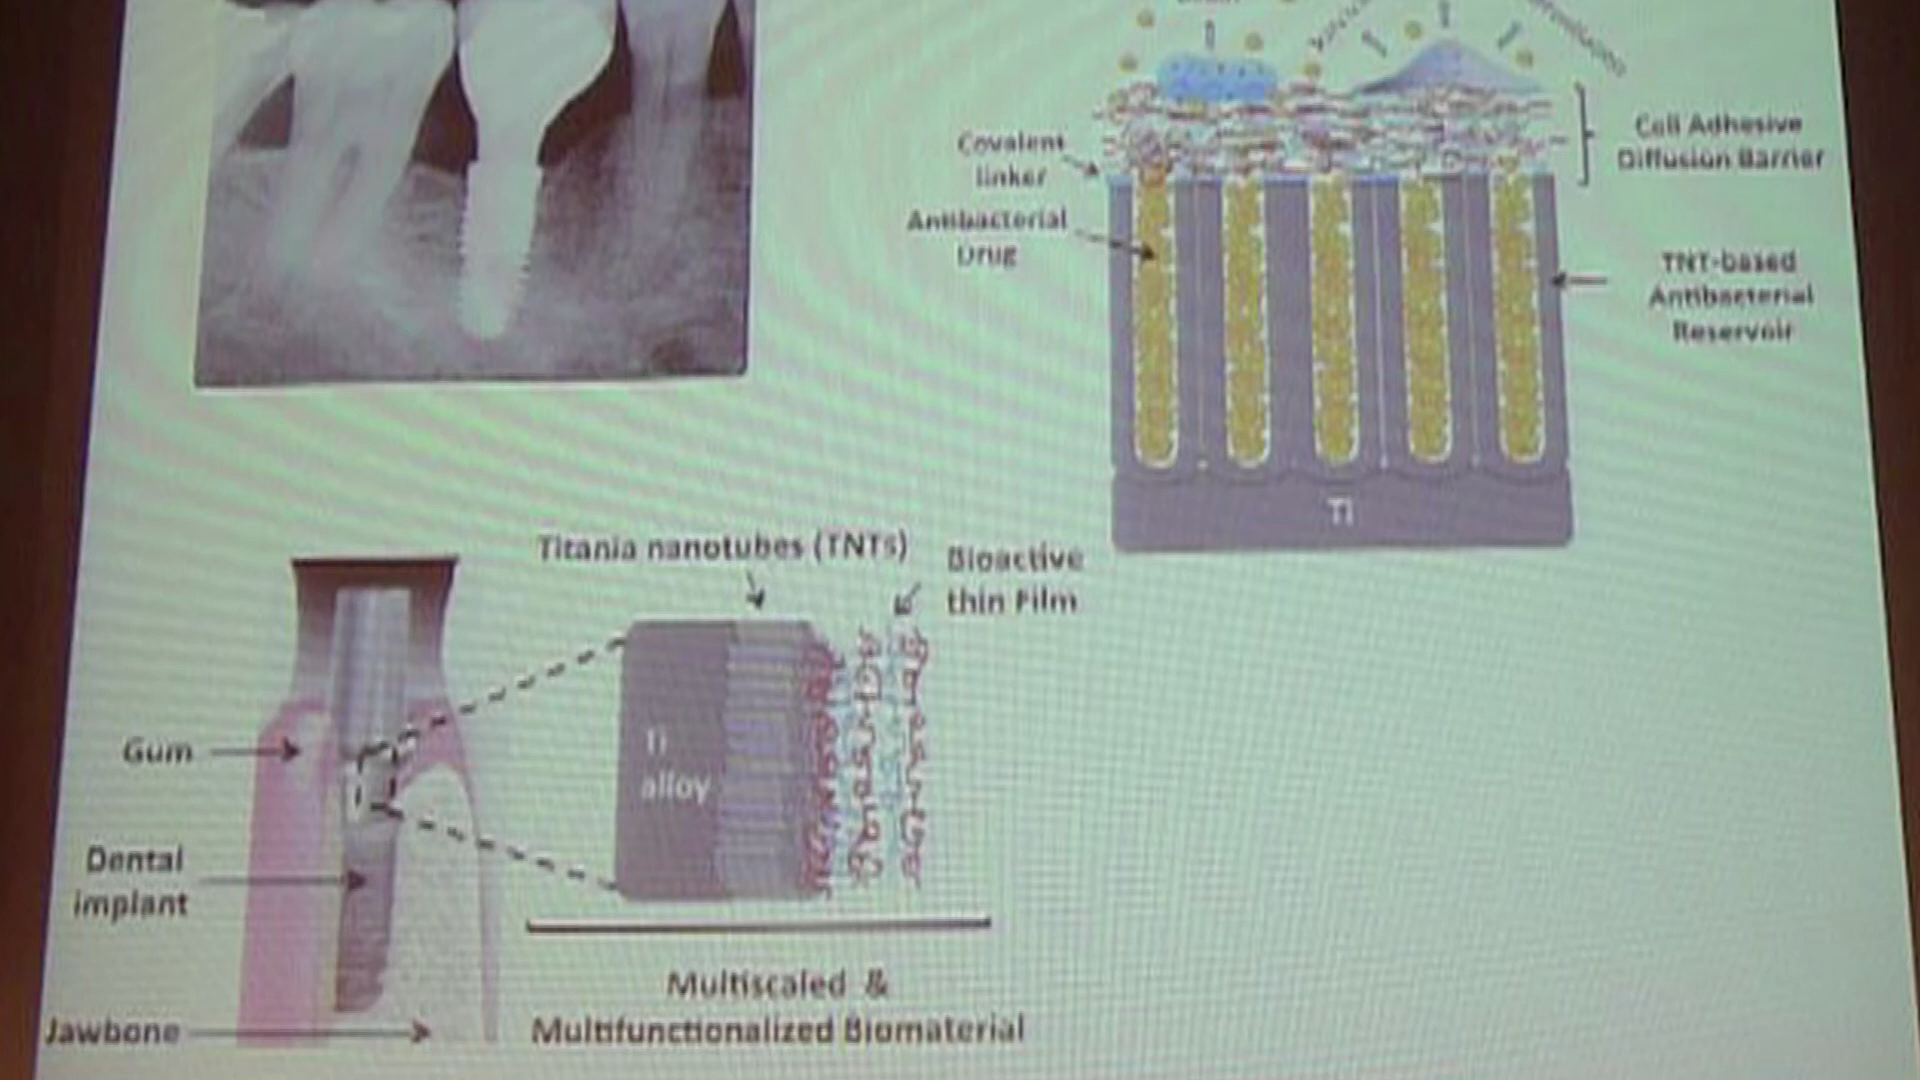 Covalent
linker
Antibacterial
Drug
Cell Adhesive
Diffusion Barrier
TNT-based
Antibacterial
Reservoir
Ti
Titania nanotubes (TNTs)
Bioactive
thin Film
Ti
alloy
Gum
Dental
implant
Jawbone
Multiscaled &
Multifunctionalized Biomaterial